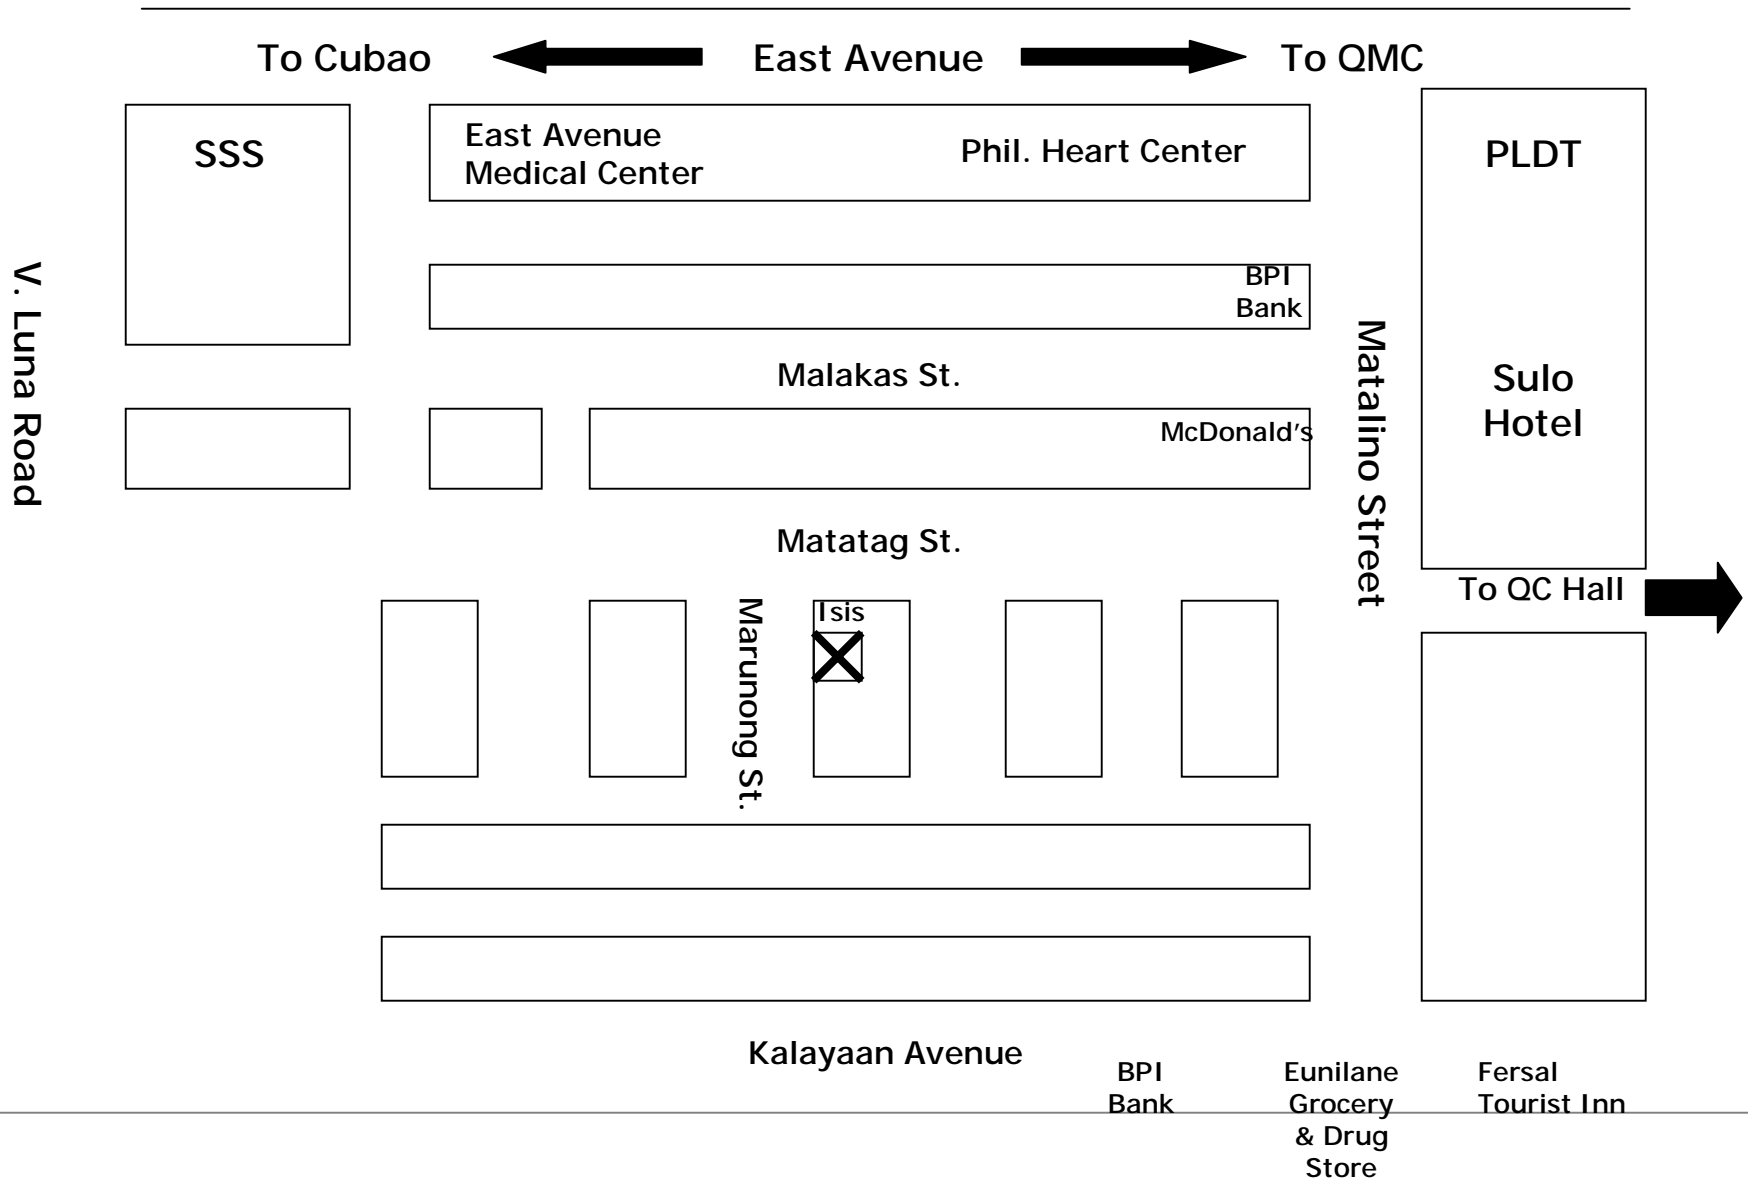 To Cubao East Avenue To QMC
SSS
East Avenue
Medical Center
Phil. Heart Center
PLDT
V. Luna Road
BPI
Bank
Malakas St.
Matalino Street
Sulo
Hotel
McDonald's
Matatag St.
To QC Hall
Marunong St.
Isis
Kalayaan Avenue
BPI
Bank
Eunilane
Grocery
& Drug
Store
Fersal
Tourist Inn